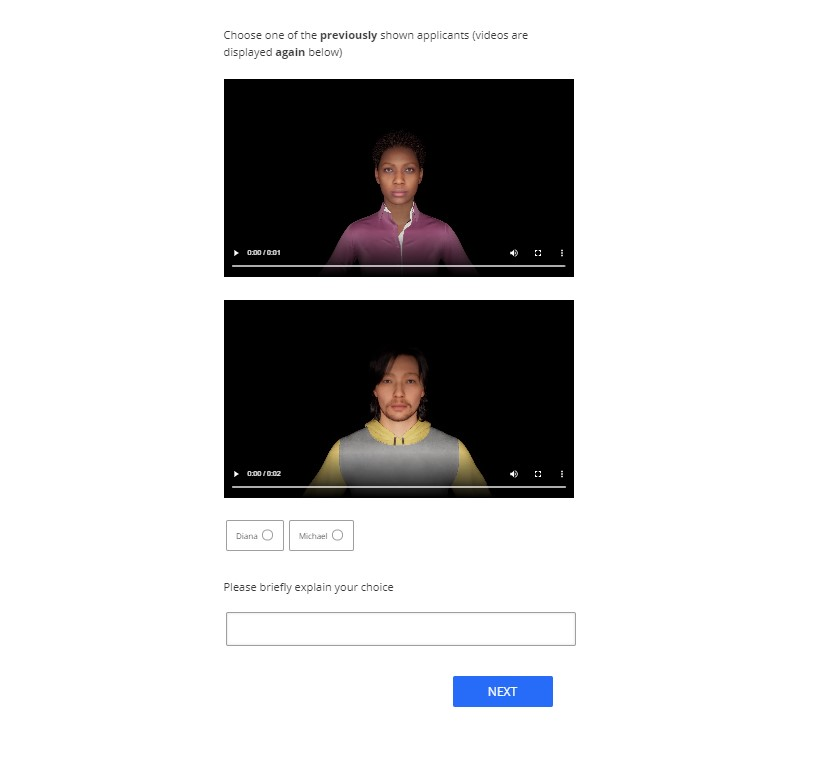 Choose one of the previously shown applicants (videos are
displayed again below)
0:00 / 0:01
0:00 / 0:02
Diana Michael
Please briefly explain your choice
NEXT